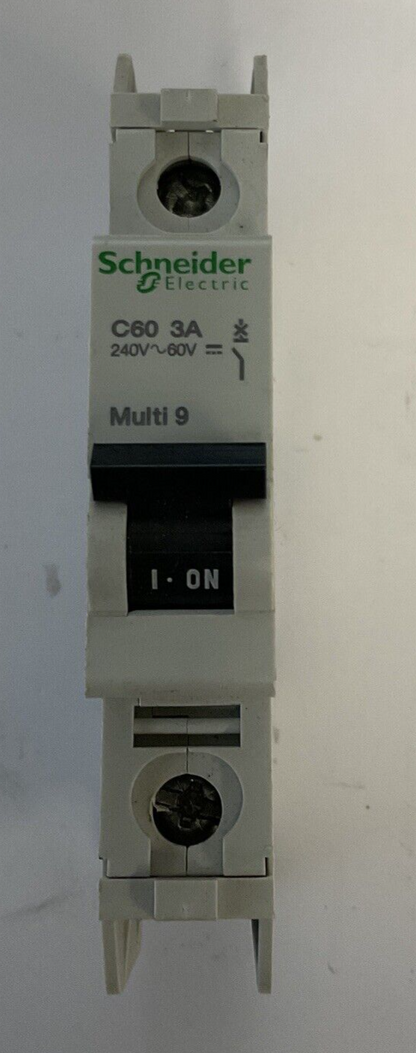 Schneider
Electric
C60 3A
240V~60V ⎓
Multi 9
I · ON